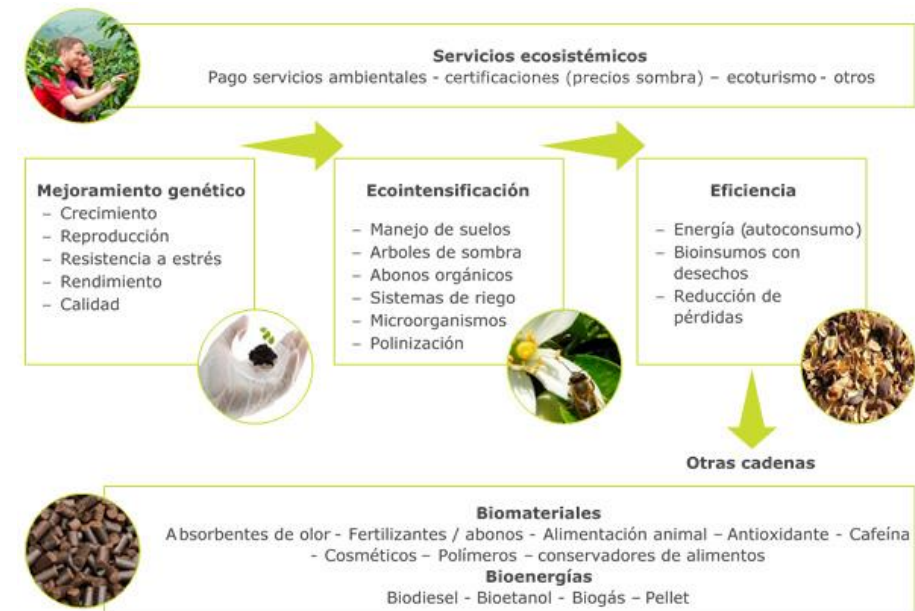 Servicios ecosistémicos
Pago servicios ambientales - certificaciones (precios sombra) – ecoturismo - otros
Mejoramiento genético
– Crecimiento
– Reproducción
– Resistencia a estrés
– Rendimiento
– Calidad
Ecointensificación
– Manejo de suelos
– Arboles de sombra
– Abonos orgánicos
– Sistemas de riego
– Microorganismos
– Polinización
Eficiencia
– Energía (autoconsumo)
– Bioinsumos con
desechos
– Reducción de
pérdidas
Otras cadenas
Biomateriales
Absorbentes de olor - Fertilizantes / abonos - Alimentación animal – Antioxidante - Cafeína
- Cosméticos – Polímeros – conservadores de alimentos
Bioenergías
Biodiesel - Bioetanol - Biogás – Pellet